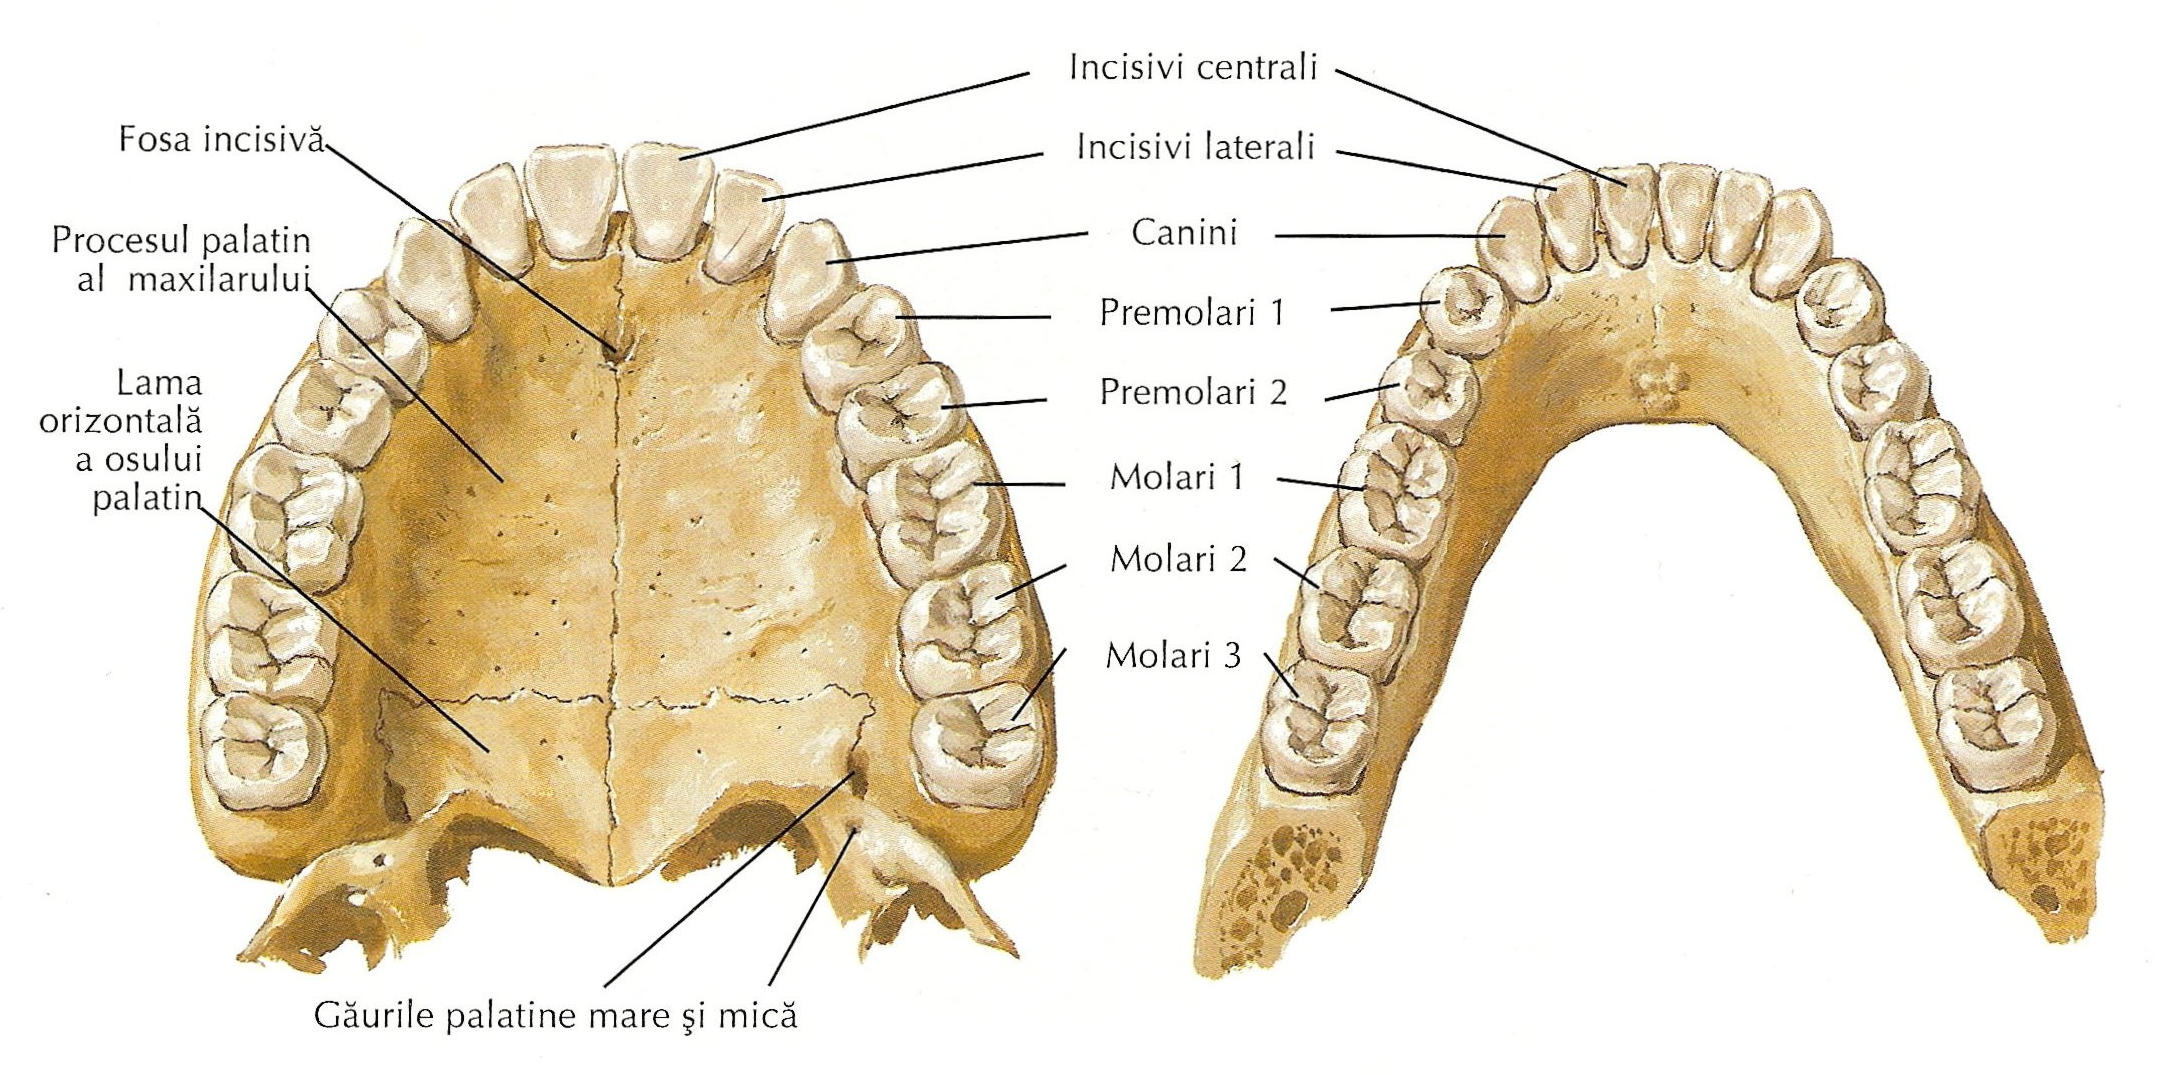 Incisivi centrali
Fosa incisivă
Incisivi laterali
Procesul palatin
al maxilarului
Canini
Premolari 1
Lama
orizontală
a osului
palatin
Premolari 2
Molari 1
Molari 2
Molari 3
Găurile palatine mare şi mică